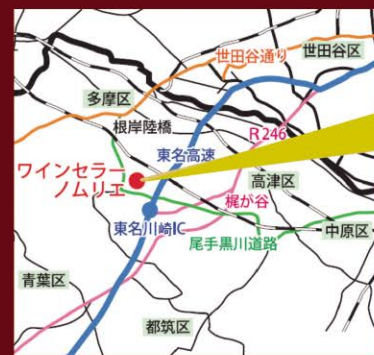 世田谷通り
世田谷区
多摩区
根岸陸橋
R246
ワインセラー
ノムリエ
東名高速
高津区
梶が谷
東名川崎IC
尾手黒川道路
中原区
青葉区
都筑区